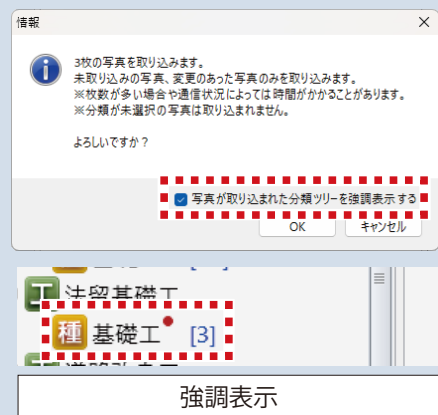 情報
3枚の写真を取り込みます。
未取り込みの写真、変更のあった写真のみを取り込みます。
※枚数が多い場合や通信状況によっては時間がかかることがあります。
※分類が未選択の写真は取り込まれません。
よろしいですか？
写真が取り込まれた分類ツリーを強調表示する
OK キャンセル
工 法留基礎工
種 基礎工 [3]
強調表示